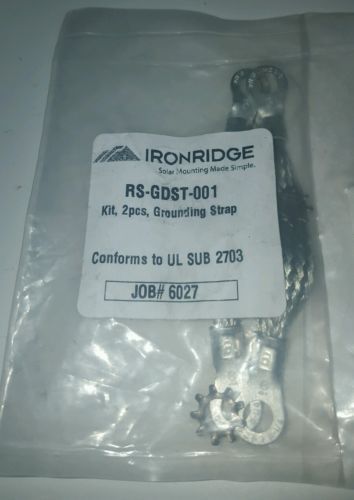 IRONRIDGE
Solar Mounting Made Simple.
RS-GDST-001
Kit, 2pcs, Grounding Strap
Conforms to UL SUB 2703
JOB# 6027